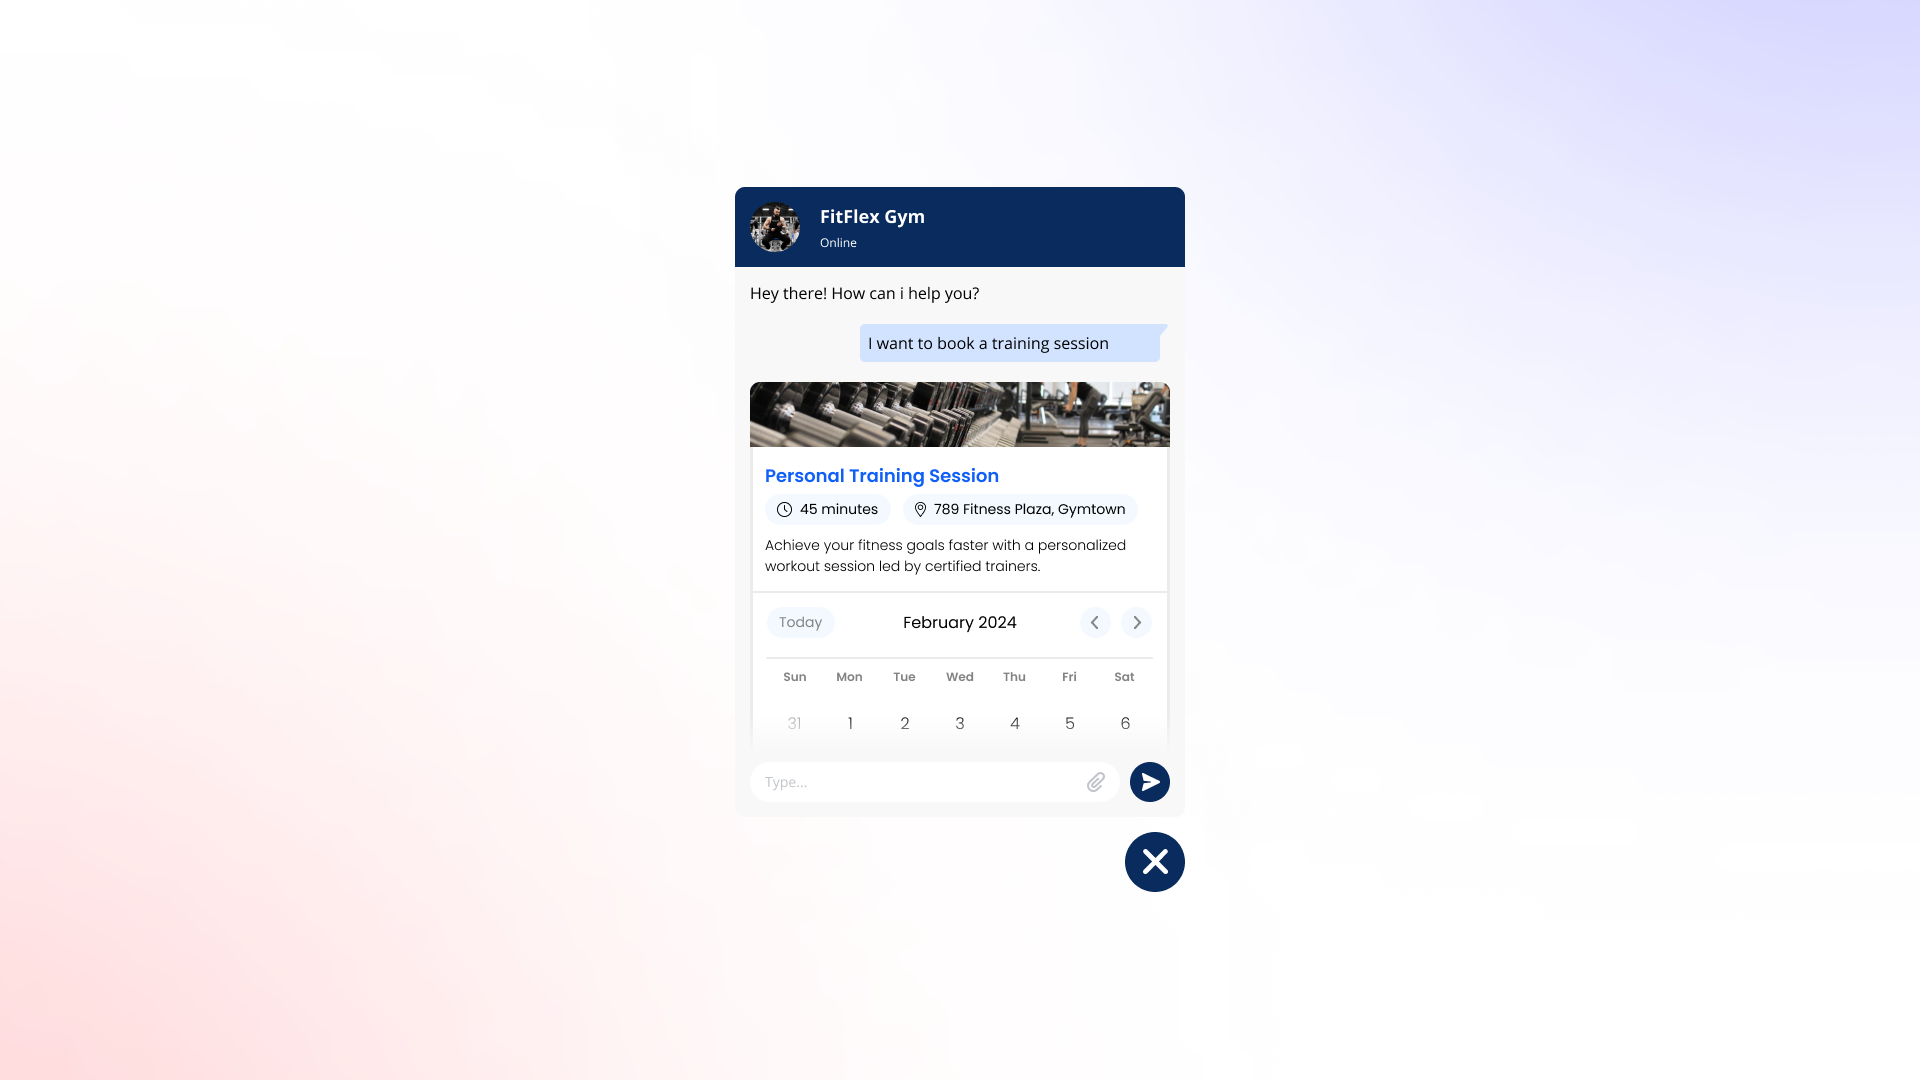 FitFlex Gym
Online
Hey there! How can i help you?
I want to book a training session
Personal Training Session
45 minutes
789 Fitness Plaza, Gymtown
Achieve your fitness goals faster with a personalized
workout session led by certified trainers.
Today
February 2024
Sun Mon Tue Wed Thu Fri Sat
31 1 2 3 4 5 6
Type...